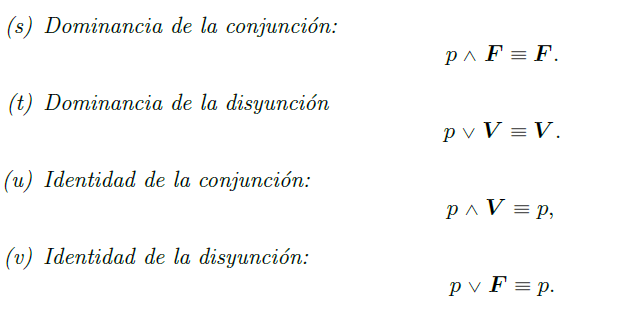 (s) Dominancia de la conjunción:
p ∧ F ≡ F.
(t) Dominancia de la disyunción
p ∨ V ≡ V.
(u) Identidad de la conjunción:
p ∧ V ≡ p,
(v) Identidad de la disyunción:
p ∨ F ≡ p.